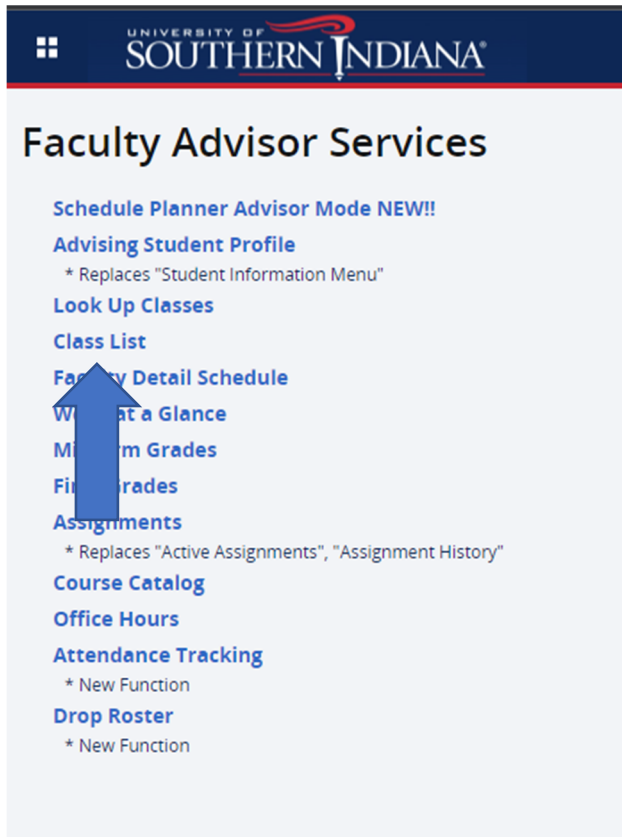 UNIVERSITY OF
SOUTHERN INDIANA®
Faculty Advisor Services
Schedule Planner Advisor Mode NEW!!
Advising Student Profile
* Replaces "Student Information Menu"
Look Up Classes
Class List
Faculty Detail Schedule
at a Glance
Grades
Grades
Assignments
* Replaces "Active Assignments", "Assignment History"
Course Catalog
Office Hours
Attendance Tracking
* New Function
Drop Roster
* New Function